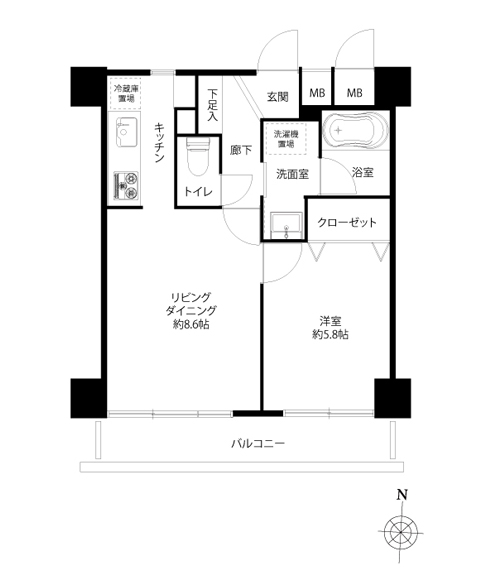 冷蔵庫
置場
下足入
玄関
MB
MB
キッチン
廊下
洗濯機
置場
洗面室
浴室
トイレ
クローゼット
リビング
ダイニング
約8.6帖
洋室
約5.8帖
バルコニー
N